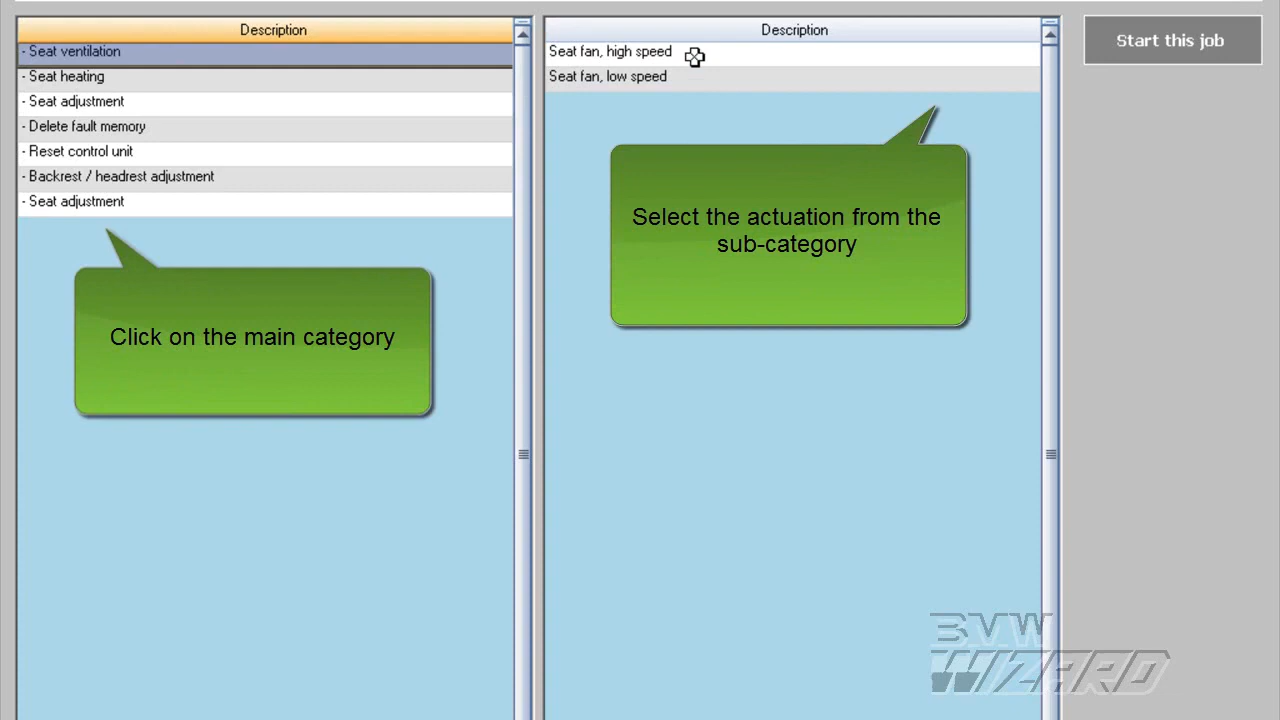 Description
- Seat ventilation
- Seat heating
- Seat adjustment
- Delete fault memory
- Reset control unit
- Backrest / headrest adjustment
- Seat adjustment
Click on the main category
Description
Seat fan, high speed
Seat fan, low speed
Select the actuation from the
sub-category
Start this job
BMW
WIZARD